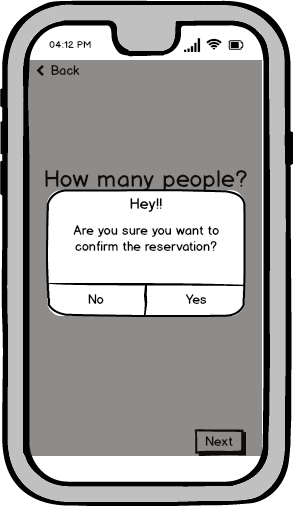 04:12 PM
Back
How many people?
Hey!!
Are you sure you want to
confirm the reservation?
No
Yes
Next